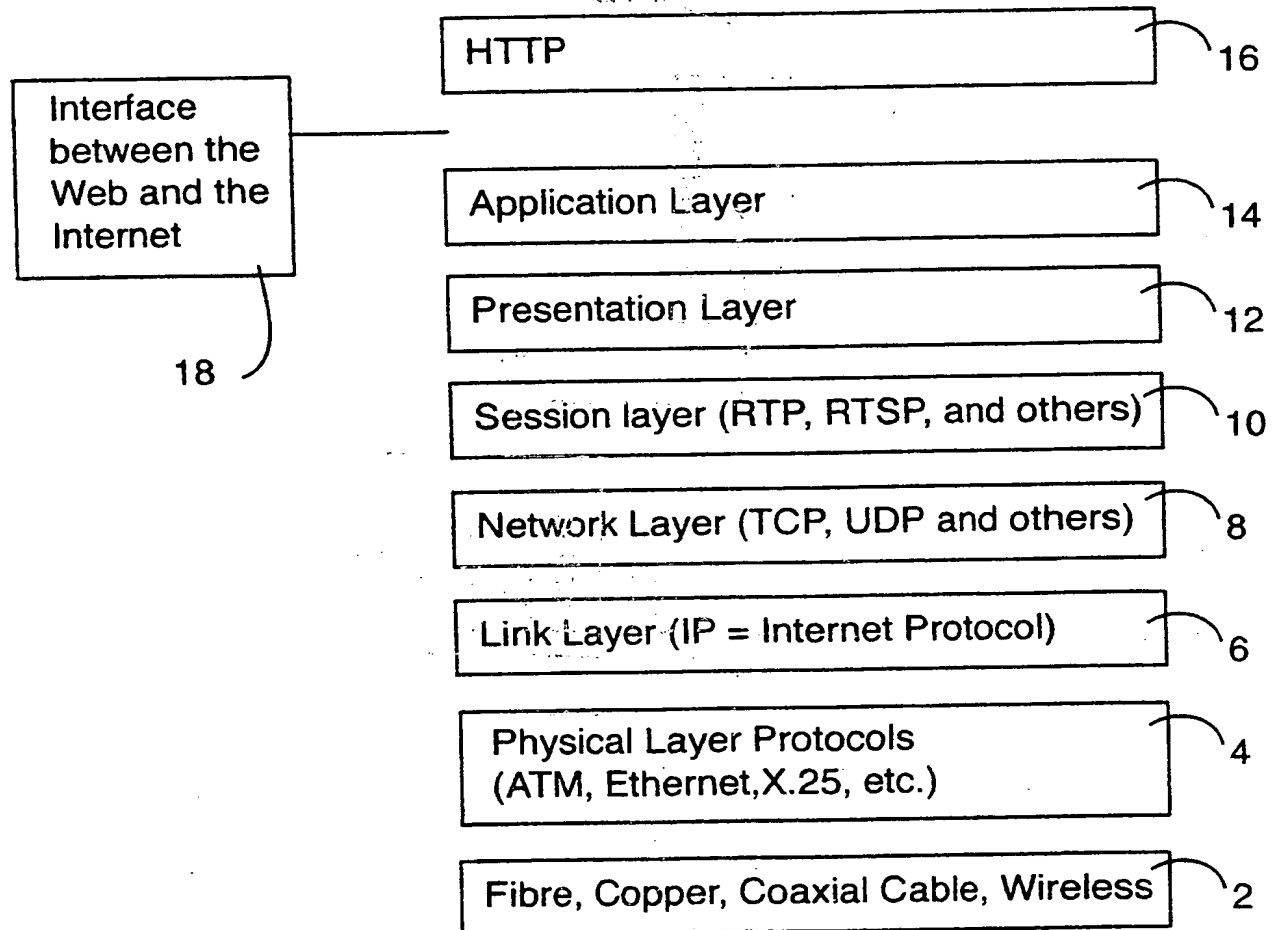 HTTP
16
Interface
between the
Web and the
Internet
18
Application Layer
14
Presentation Layer
12
Session layer (RTP, RTSP, and others)
10
Network Layer (TCP, UDP and others)
8
Link Layer (IP = Internet Protocol)
6
Physical Layer Protocols
(ATM, Ethernet,X.25, etc.)
4
Fibre, Copper, Coaxial Cable, Wireless
2